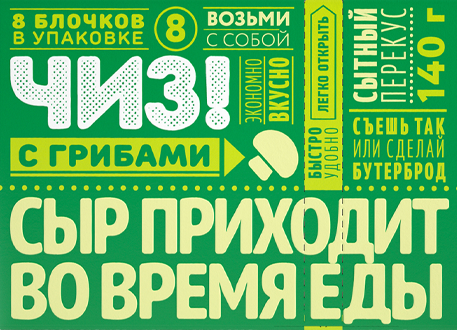 8 БЛОЧКОВ
В УПАКОВКЕ
8
ВОЗЬМИ
С СОБОЙ
ЧИЗ!
ЭКОНОМНО
ВКУСНО
С ГРИБАМИ
ЛЕГКО ОТКРЫТЬ
БЫСТРО
УДОБНО
СЫТНЫЙ
ПЕРЕКУС
140 г
СЪЕШЬ ТАК
ИЛИ СДЕЛАЙ
БУТЕРБРОД
СЫР ПРИХОДИТ
ВО ВРЕМЯ ЕДЫ